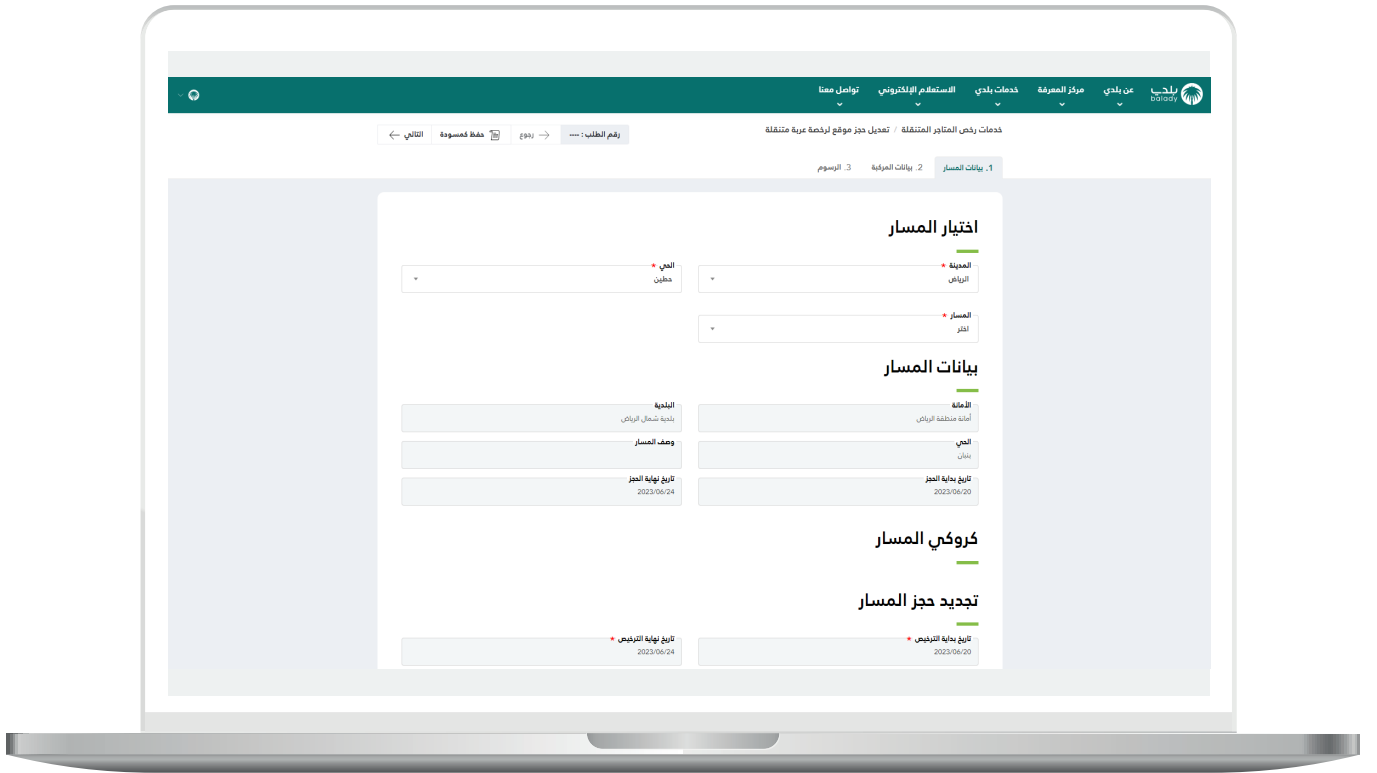 بلدي
balady
عن بلدي
مركز المعرفة
خدمات بلدي
الاستعلام الإلكتروني
تواصل معنا
خدمات رخص المتاجر المتنقلة / تعديل حجز موقع لرخصة عربة متنقلة
رقم الطلب : ----
رجوع
حفظ كمسودة
التالي
1. بيانات المسار
2. بيانات المركبة
3. الرسوم
اختيار المسار
المدينة *
الرياض
الحي *
حطين
المسار *
اختر
بيانات المسار
الأمانة
أمانة منطقة الرياض
البلدية
بلدية شمال الرياض
الحي
بنبان
وصف المسار
تاريخ بداية الحجز
2023/06/20
تاريخ نهاية الحجز
2023/06/24
كروكي المسار
تجديد حجز المسار
تاريخ بداية الترخيص *
2023/06/20
تاريخ نهاية الترخيص *
2023/06/24